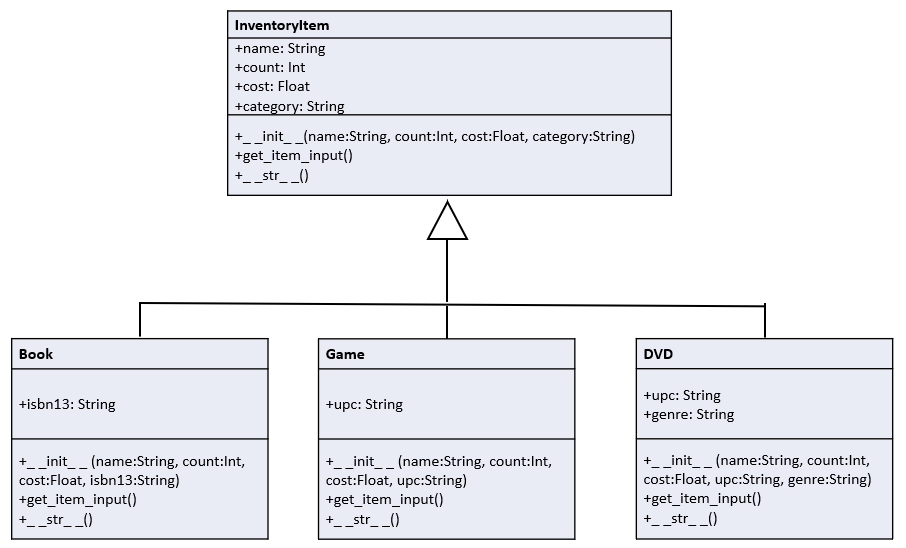 InventoryItem
+name: String
+count: Int
+cost: Float
+category: String
+_ _init_ _(name:String, count:Int, cost:Float, category:String)
+get_item_input()
+_ _str_ _()
Book
+isbn13: String
+_ _init_ _ (name:String, count:Int,
cost:Float, isbn13:String)
+get_item_input()
+_ _str_ _()
Game
+upc: String
+_ _init_ _ (name:String, count:Int,
cost:Float, upc:String)
+get_item_input()
+_ _str_ _()
DVD
+upc: String
+genre: String
+_ _init_ _ (name:String, count:Int,
cost:Float, upc:String, genre:String)
+get_item_input()
+_ _str_ _()